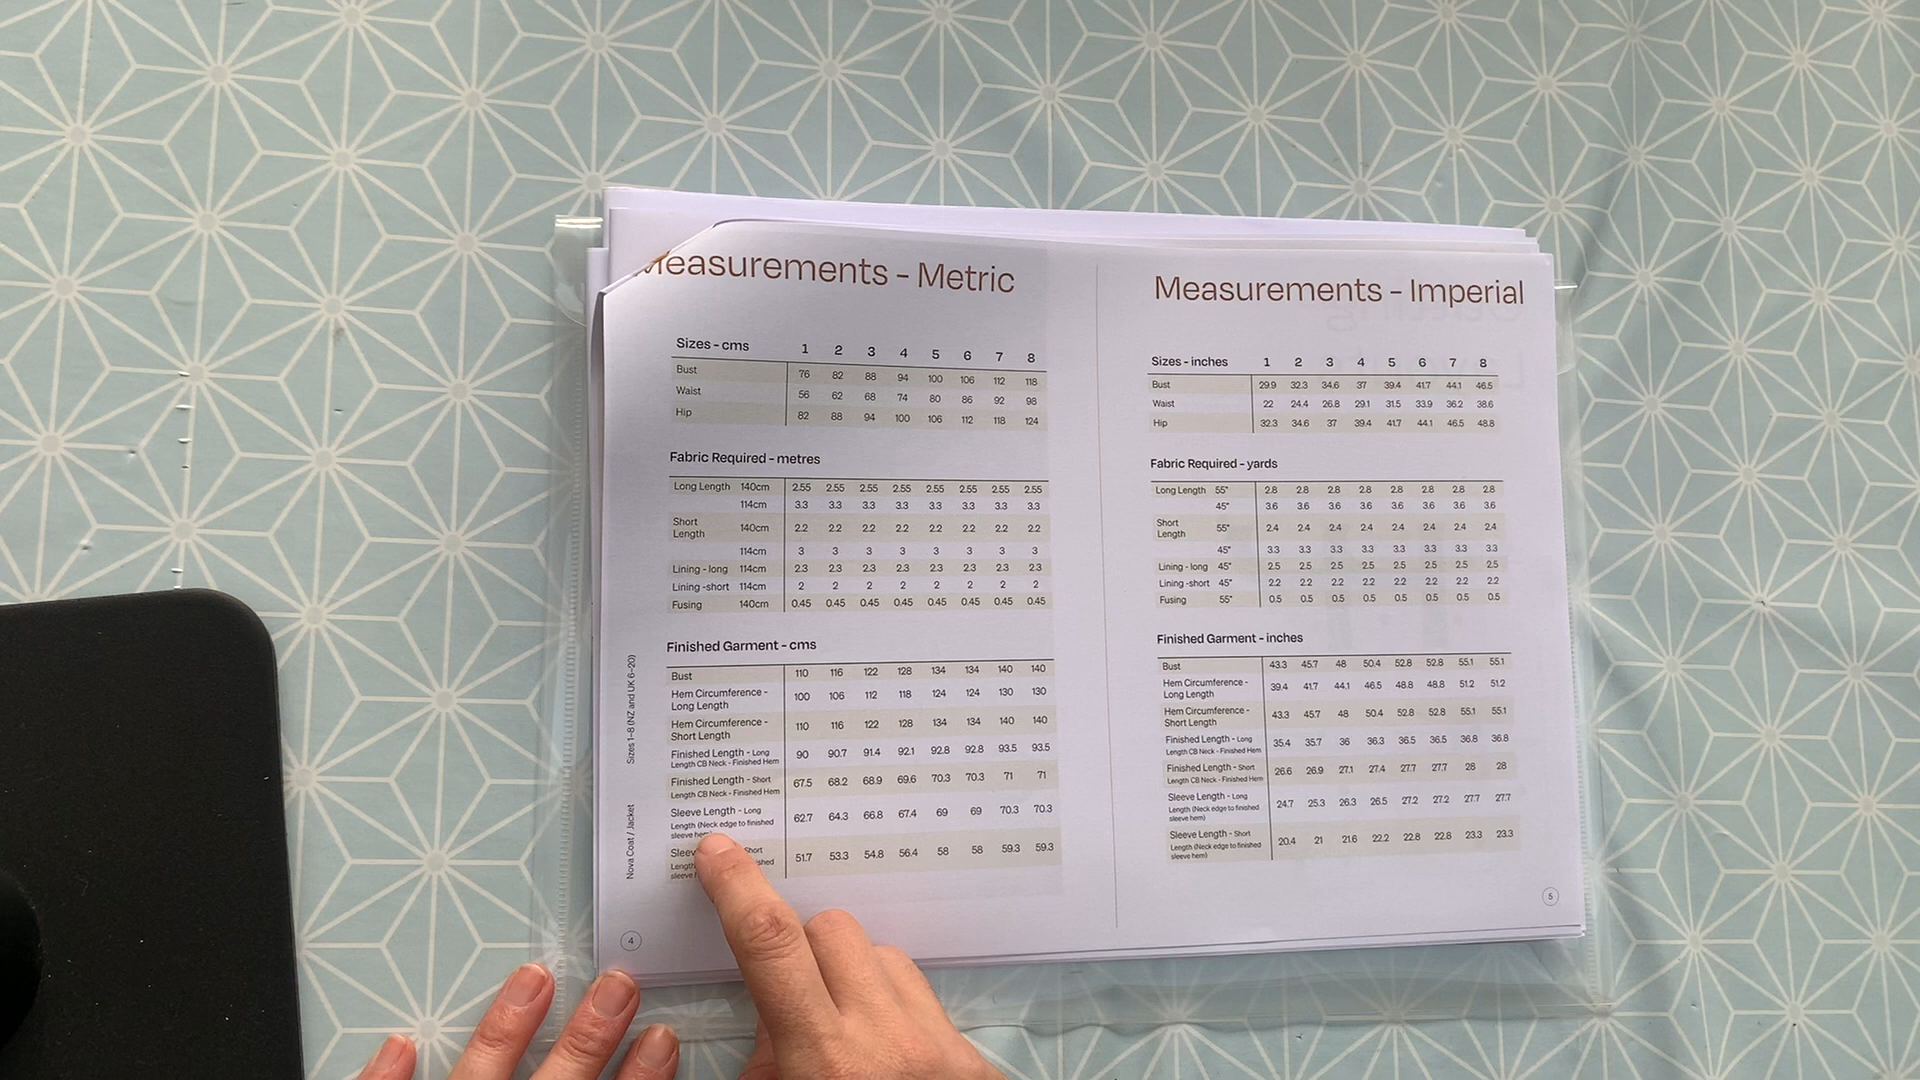 Measurements - Metric
Sizes - cms 1 2 3 4 5 6 7 8
Bust 76 82 88 94 100 106 112 118
Waist 56 62 68 74 80 86 92 98
Hip 82 88 94 100 106 112 118 124
Fabric Required - metres
Long Length 140cm 2.55 2.55 2.55 2.55 2.55 2.55 2.55 2.55
114cm 3.3 3.3 3.3 3.3 3.3 3.3 3.3 3.3
Short
Length 140cm 2.2 2.2 2.2 2.2 2.2 2.2 2.2 2.2
114cm 3 3 3 3 3 3 3 3
Lining - long 114cm 2.3 2.3 2.3 2.3 2.3 2.3 2.3 2.3
Lining -short 114cm 2 2 2 2 2 2 2 2
Fusing 140cm 0.45 0.45 0.45 0.45 0.45 0.45 0.45 0.45
Finished Garment - cms
Bust 110 116 122 128 134 134 140 140
Hem Circumference -
Long Length 100 106 112 118 124 124 130 130
Hem Circumference -
Short Length 110 116 122 128 134 134 140 140
Finished Length - Long
Length CB Neck - Finished Hem 90 90.7 91.4 92.1 92.8 92.8 93.5 93.5
Finished Length - Short
Length CB Neck - Finished Hem 67.5 68.2 68.9 69.6 70.3 70.3 71 71
Sleeve Length - Long
Length (Neck edge to finished
sleeve hem) 62.7 64.3 66.8 67.4 69 69 70.3 70.3
Short
Length
sleeve 51.7 53.3 54.8 56.4 58 58 59.3 59.3
Nova Coat / Jacket Sizes 1-8 (NZ and UK 6-20)
4
Measurements - Imperial
Sizes - inches 1 2 3 4 5 6 7 8
Bust 29.9 32.3 34.6 37 39.4 41.7 44.1 46.5
Waist 22 24.4 26.8 29.1 31.5 33.9 36.2 38.6
Hip 32.3 34.6 37 39.4 41.7 44.1 46.5 48.8
Fabric Required - yards
Long Length 55" 2.8 2.8 2.8 2.8 2.8 2.8 2.8 2.8
45" 3.6 3.6 3.6 3.6 3.6 3.6 3.6 3.6
Short
Length 55" 2.4 2.4 2.4 2.4 2.4 2.4 2.4 2.4
45" 3.3 3.3 3.3 3.3 3.3 3.3 3.3 3.3
Lining - long 45" 2.5 2.5 2.5 2.5 2.5 2.5 2.5 2.5
Lining -short 45" 2.2 2.2 2.2 2.2 2.2 2.2 2.2 2.2
Fusing 55" 0.5 0.5 0.5 0.5 0.5 0.5 0.5 0.5
Finished Garment - inches
Bust 43.3 45.7 48 50.4 52.8 52.8 55.1 55.1
Hem Circumference -
Long Length 39.4 41.7 44.1 46.5 48.8 48.8 51.2 51.2
Hem Circumference -
Short Length 43.3 45.7 48 50.4 52.8 52.8 55.1 55.1
Finished Length - Long
Length CB Neck - Finished Hem 35.4 35.7 36 36.3 36.5 36.5 36.8 36.8
Finished Length - Short
Length CB Neck - Finished Hem 26.6 26.9 27.1 27.4 27.7 27.7 28 28
Sleeve Length - Long
Length (Neck edge to finished
sleeve hem) 24.7 25.3 26.3 26.5 27.2 27.2 27.7 27.7
Sleeve Length - Short
Length (Neck edge to finished
sleeve hem) 20.4 21 21.6 22.2 22.8 22.8 23.3 23.3
5